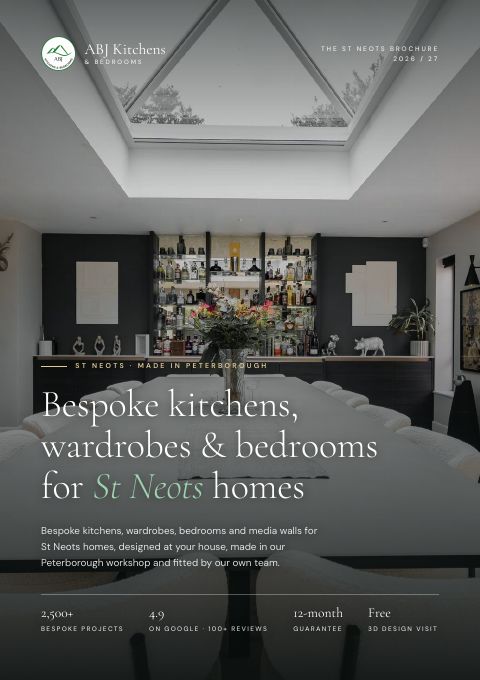 ABJ
ABJ Kitchens
& BEDROOMS
THE ST NEOTS BROCHURE
2026 / 27
ST NEOTS · MADE IN PETERBOROUGH
Bespoke kitchens,
wardrobes & bedrooms
for St Neots homes
Bespoke kitchens, wardrobes, bedrooms and media walls for
St Neots homes, designed at your house, made in our
Peterborough workshop and fitted by our own team.
2,500+ 4.9 12-month Free
BESPOKE PROJECTS ON GOOGLE · 100+ REVIEWS GUARANTEE 3D DESIGN VISIT